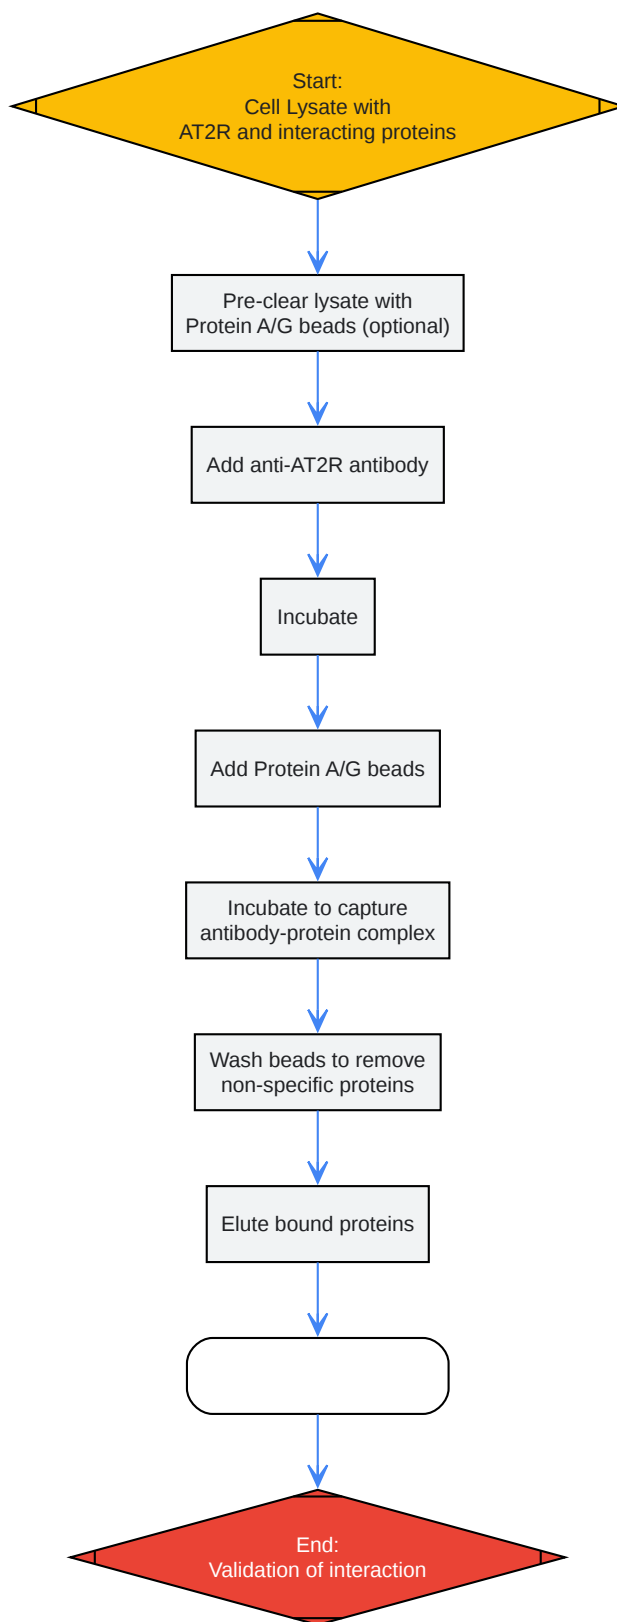 Start:
Cell Lysate with
AT2R and interacting proteins
Pre-clear lysate with
Protein A/G beads (optional)
Add anti-AT2R antibody
Incubate
Add Protein A/G beads
Incubate to capture
antibody-protein complex
Wash beads to remove
non-specific proteins
Elute bound proteins
End:
Validation of interaction